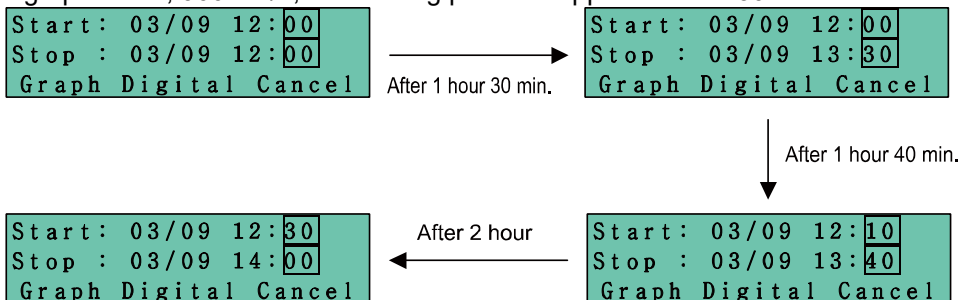 Start: 03/09 12:00
Stop : 03/09 12:00
Graph Digital Cancel
After 1 hour 30 min.
Start: 03/09 12:00
Stop : 03/09 13:30
Graph Digital Cancel
After 1 hour 40 min.
Start: 03/09 12:10
Stop : 03/09 13:40
Graph Digital Cancel
After 2 hour
Start: 03/09 12:30
Stop : 03/09 14:00
Graph Digital Cancel